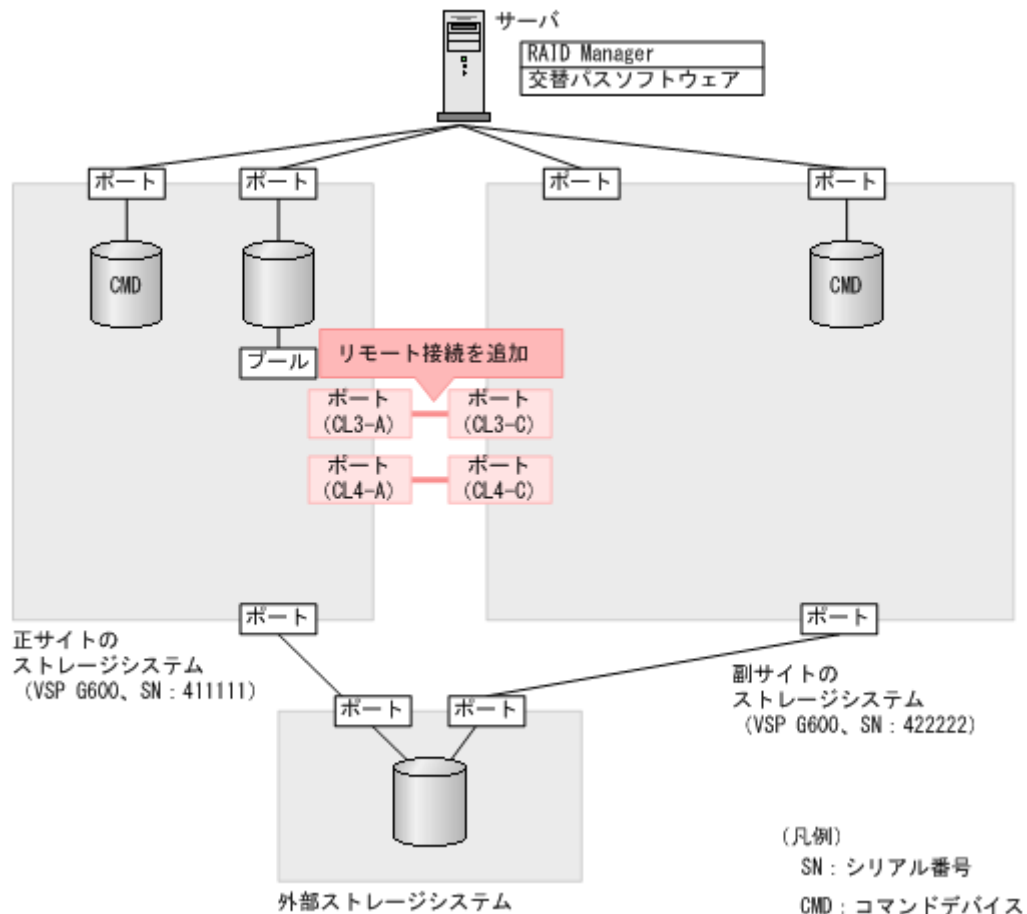 サーバ
RAID Manager
交替パスソフトウェア
ポート
ポート
ポート
ポート
CMD
CMD
プール
リモート接続を追加
ポート
(CL3-A)
ポート
(CL3-C)
ポート
(CL4-A)
ポート
(CL4-C)
ポート
ポート
正サイトの
ストレージシステム
(VSP G600、SN：411111)
副サイトの
ストレージシステム
(VSP G600、SN：422222)
ポート
ポート
外部ストレージシステム
(凡例)
SN：シリアル番号
CMD：コマンドデバイス